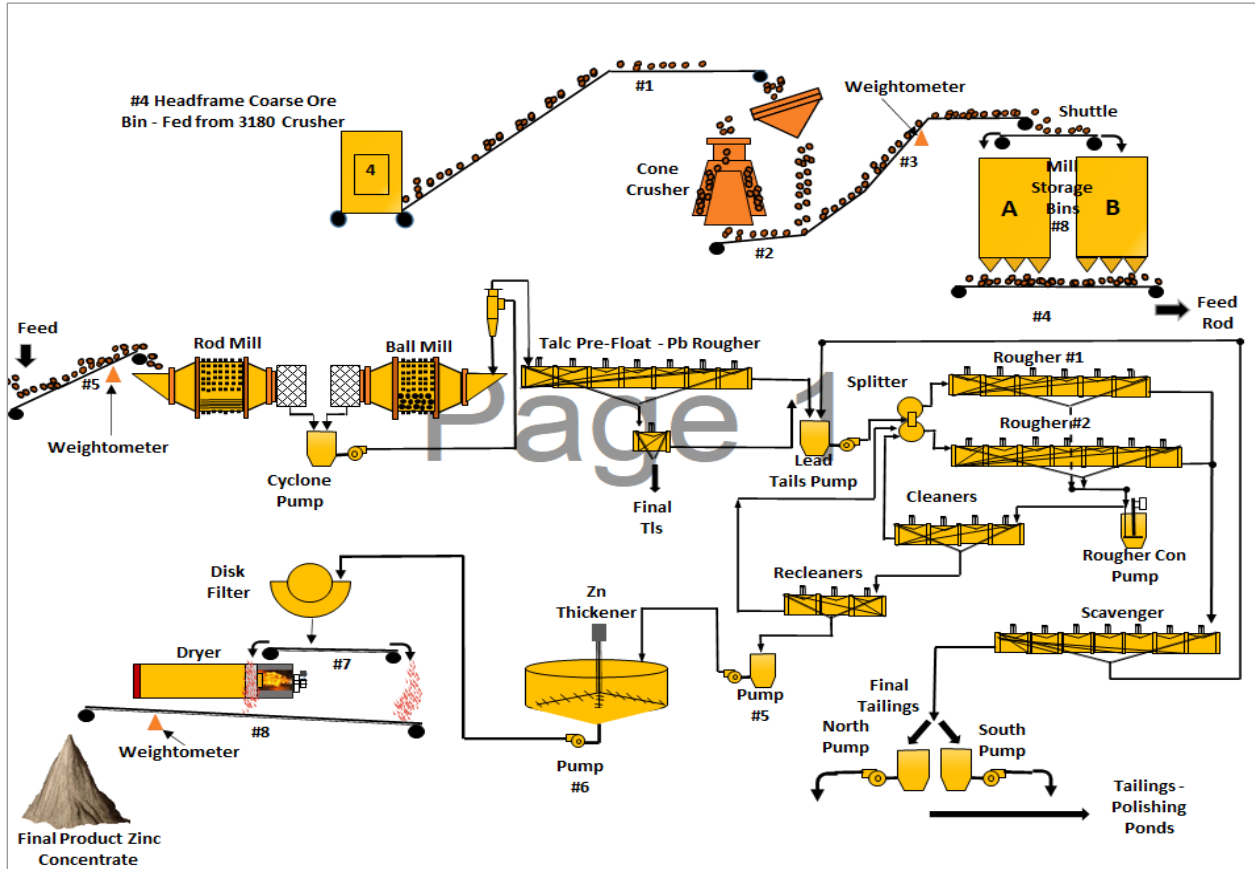 #4 Headframe Coarse Ore
Bin - Fed from 3180 Crusher
4
#1
Cone
Crusher
#2
Weightometer
#3
Shuttle
Mill
Storage
Bins
#8
A
B
#4
Feed
Rod
Feed
#5
Weightometer
Rod Mill
Ball Mill
Cyclone
Pump
Talc Pre-Float - Pb Rougher
Page 1
Final
Tls
Lead
Tails Pump
Splitter
Rougher #1
Rougher #2
Cleaners
Rougher Con
Pump
Recleaners
Scavenger
Disk
Filter
Zn
Thickener
Dryer
#7
#8
Weightometer
Pump
#5
Pump
#6
Final
Tailings
North
Pump
South
Pump
Tailings -
Polishing
Ponds
Final Product Zinc
Concentrate